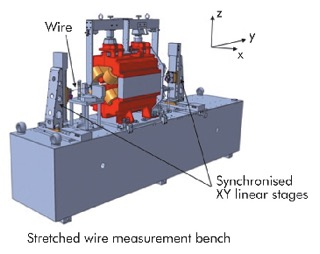 Wire
z
y
x
Synchronised
XY linear stages
Stretched wire measurement bench